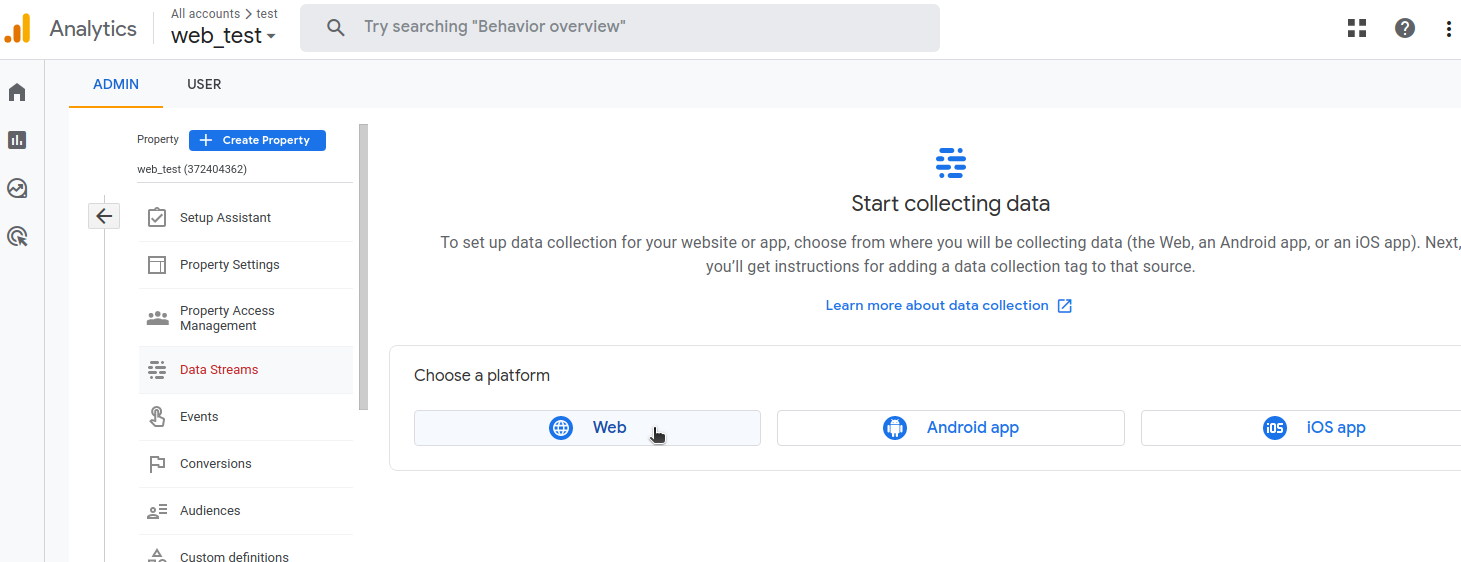 Analytics
All accounts > test
web_test
Try searching "Behavior overview"
ADMIN
USER
Property
Create Property
web_test (372404362)
Setup Assistant
Property Settings
Property Access
Management
Data Streams
Events
Conversions
Audiences
Custom definitions
Start collecting data
To set up data collection for your website or app, choose from where you will be collecting data (the Web, an Android app, or an iOS app). Next,
you’ll get instructions for adding a data collection tag to that source.
Learn more about data collection
Choose a platform
Web
Android app
iOS
iOS app